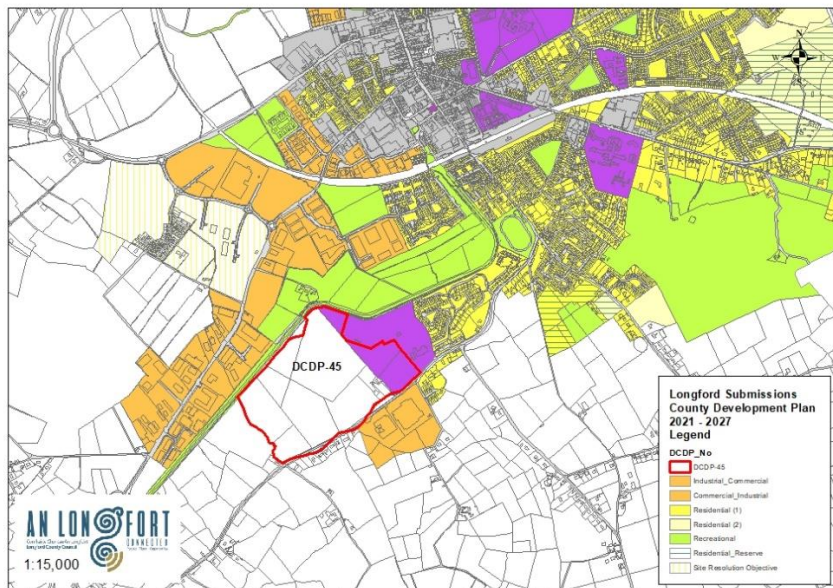 N
W
E
S
DCDP-45
Longford Submissions
County Development Plan
2021 - 2027
Legend
DCDP_No
DCDP-45
Industrial_Commercial
Commercial_Industrial
Residential (1)
Residential (2)
Recreational
Residential_Reserve
Site Resolution Objective
AN LONGFORT
Longford County Council
CONNECTED
1:15,000